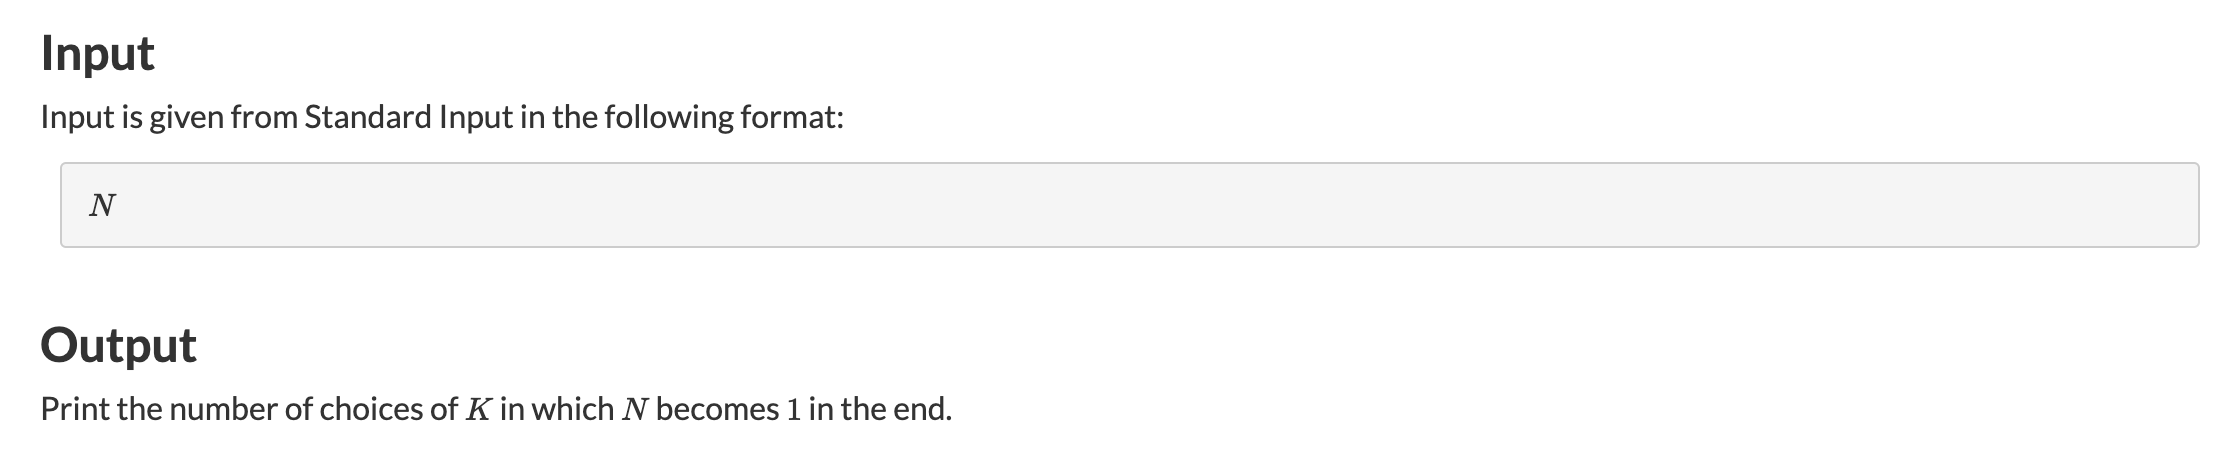 Input
Input is given from Standard Input in the following format:
N
Output
Print the number of choices of K in which N becomes 1 in the end.